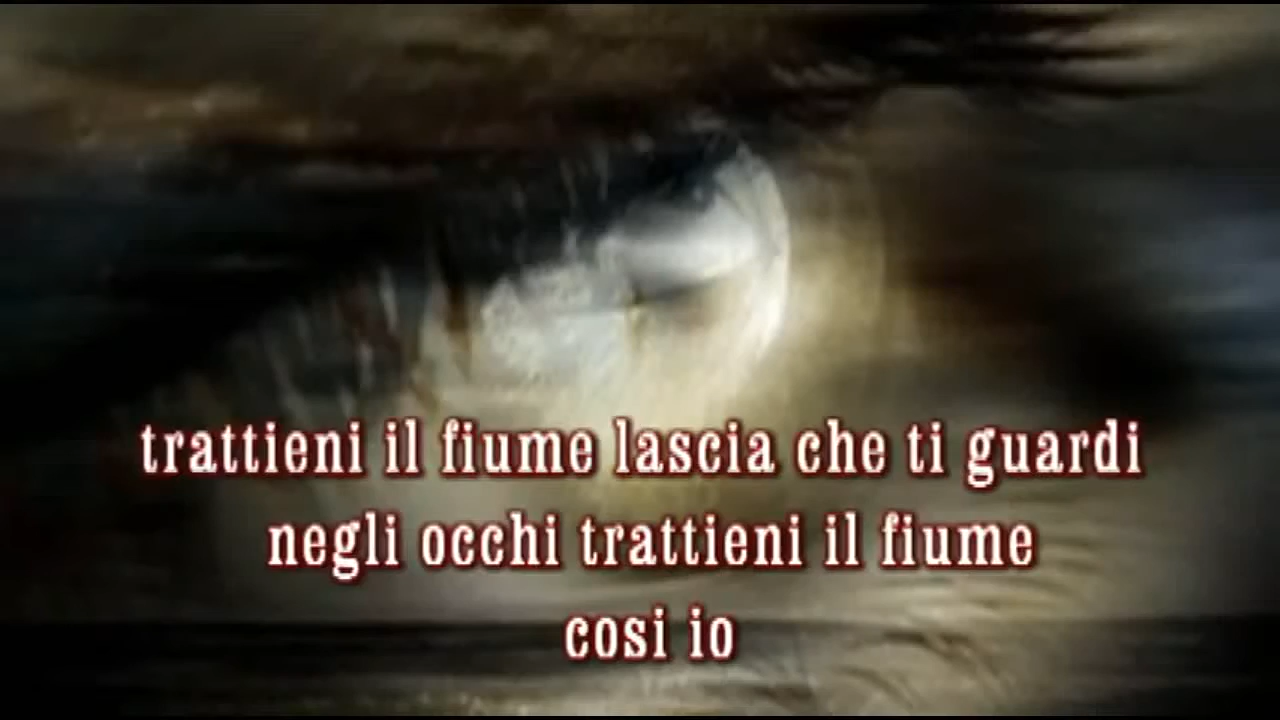 trattieni il fiume lascia che ti guardi
negli occhi trattieni il fiume
cosi io